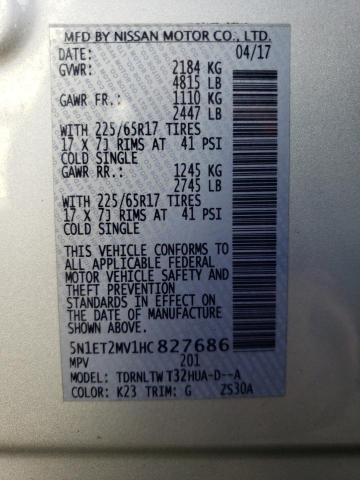 MFD BY NISSAN MOTOR CO., LTD.
DATE: 04/17
GVWR: 2184 KG
4815 LB
GAWR FR.: 1110 KG
2447 LB
WITH 225/65R17 TIRES
17 X 7J RIMS AT 41 PSI
COLD SINGLE
GAWR RR.: 1245 KG
2745 LB
WITH 225/65R17 TIRES
17 X 7J RIMS AT 41 PSI
COLD SINGLE
THIS VEHICLE CONFORMS TO
ALL APPLICABLE FEDERAL
MOTOR VEHICLE SAFETY AND
THEFT PREVENTION
STANDARDS IN EFFECT ON
THE DATE OF MANUFACTURE
SHOWN ABOVE.
5N1ET2MV1HC 827686
MPV 201
MODEL: TDRNLTW T32HUA-D--A
COLOR: K23 TRIM: G ZS30A